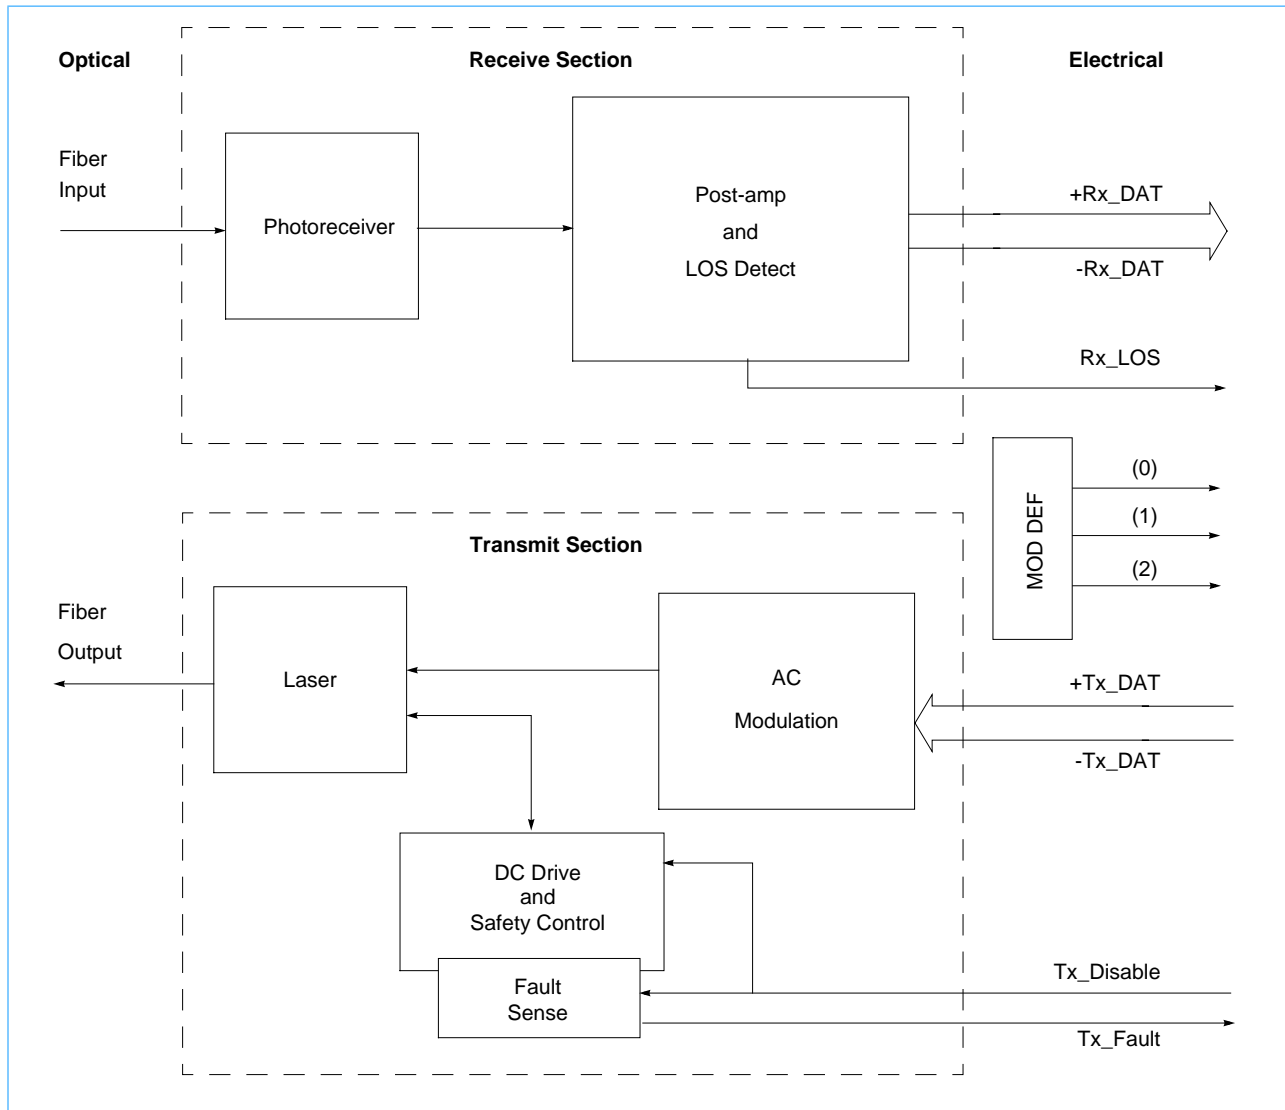 Optical
Receive Section
Electrical
Fiber
Input
Photoreceiver
Post-amp
and
LOS Detect
+Rx_DAT
-Rx_DAT
Rx_LOS
MOD DEF
(0)
(1)
(2)
Transmit Section
Fiber
Output
Laser
AC
Modulation
+Tx_DAT
-Tx_DAT
DC Drive
and
Safety Control
Fault
Sense
Tx_Disable
Tx_Fault